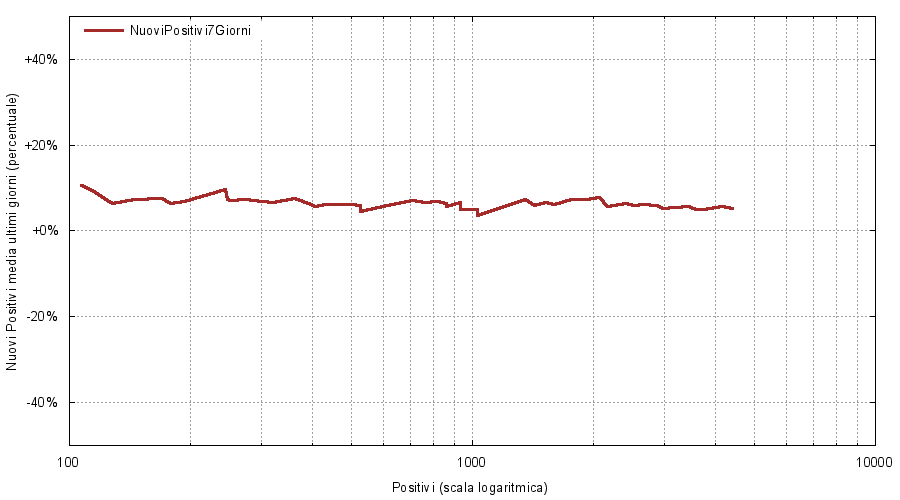 NuoviPositivi7Giorni
+40%
+20%
+0%
-20%
-40%
Nuovi Positivi media ultimi giorni (percentuale)
100 1000 10000
Positivi (scala logaritmica)